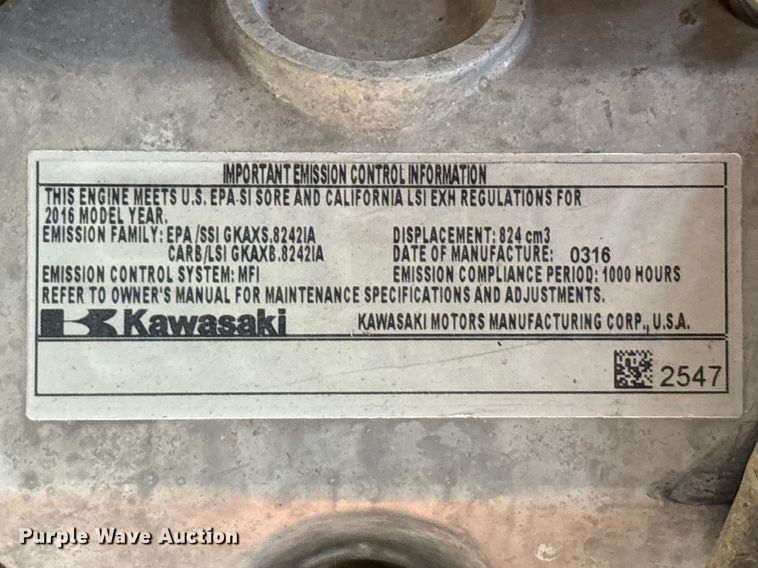 IMPORTANT EMISSION CONTROL INFORMATION
THIS ENGINE MEETS U.S. EPA-SI SORE AND CALIFORNIA LSI EXH REGULATIONS FOR
2016 MODEL YEAR.
EMISSION FAMILY: EPA/SSI GKAXS.8242IA DISPLACEMENT: 824 cm3
CARB/LSI GKAXB.8242IA DATE OF MANUFACTURE: 0316
EMISSION CONTROL SYSTEM: MFI EMISSION COMPLIANCE PERIOD: 1000 HOURS
REFER TO OWNER'S MANUAL FOR MAINTENANCE SPECIFICATIONS AND ADJUSTMENTS.
Kawasaki KAWASAKI MOTORS MANUFACTURING CORP., U.S.A.
2547
Purple Wave Auction